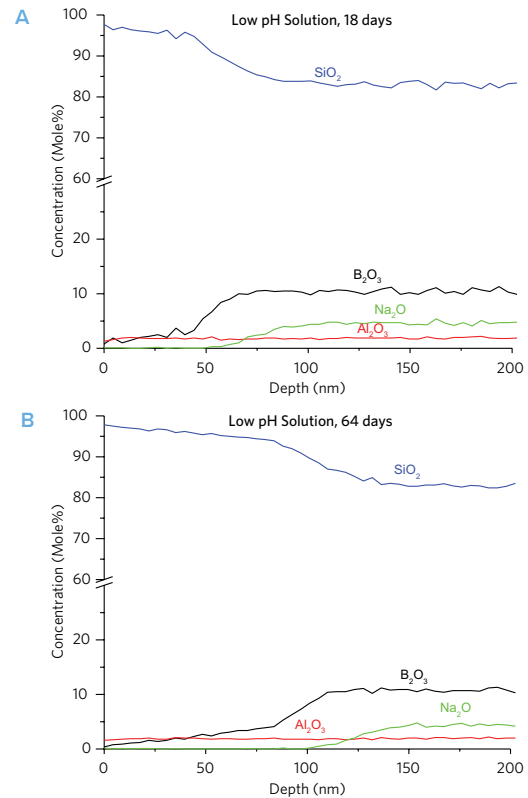 A
Low pH Solution, 18 days
100
90
80
70
60
20
10
0
Concentration (Mole%)
SiO₂
B₂O₃
Na₂O
Al₂O₃
0 50 100 150 200
Depth (nm)
B
Low pH Solution, 64 days
100
90
80
70
60
20
10
0
Concentration (Mole%)
SiO₂
B₂O₃
Na₂O
Al₂O₃
0 50 100 150 200
Depth (nm)